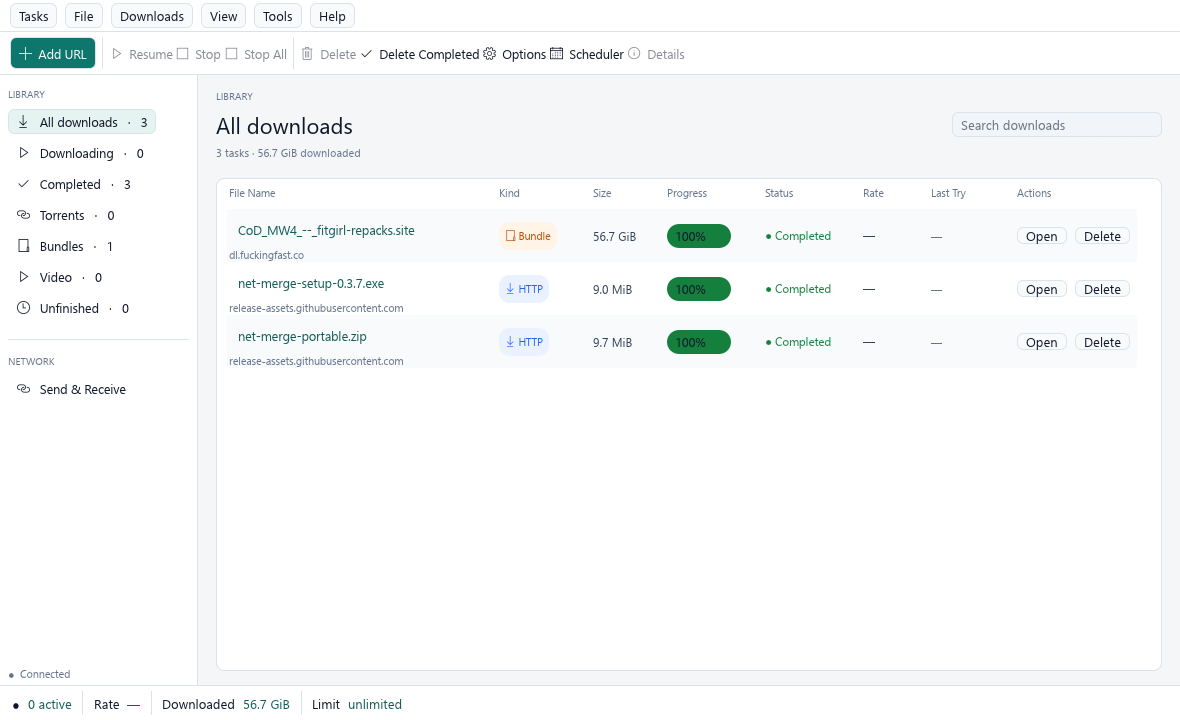 Tasks File Downloads View Tools Help
Add URL Resume Stop Stop All Delete Delete Completed Options Scheduler Details
LIBRARY
All downloads · 3
Downloading · 0
Completed · 3
Torrents · 0
Bundles · 1
Video · 0
Unfinished · 0
NETWORK
Send & Receive
• Connected
LIBRARY
All downloads
Search downloads
3 tasks · 56.7 GiB downloaded
File Name Kind Size Progress Status Rate Last Try Actions
CoD_MW4_--_fitgirl-repacks.site Bundle 56.7 GiB 100% • Completed — — Open Delete
dl.fuckingfast.co
net-merge-setup-0.3.7.exe HTTP 9.0 MiB 100% • Completed — — Open Delete
release-assets.githubusercontent.com
net-merge-portable.zip HTTP 9.7 MiB 100% • Completed — — Open Delete
release-assets.githubusercontent.com
• 0 active Rate — Downloaded 56.7 GiB Limit unlimited